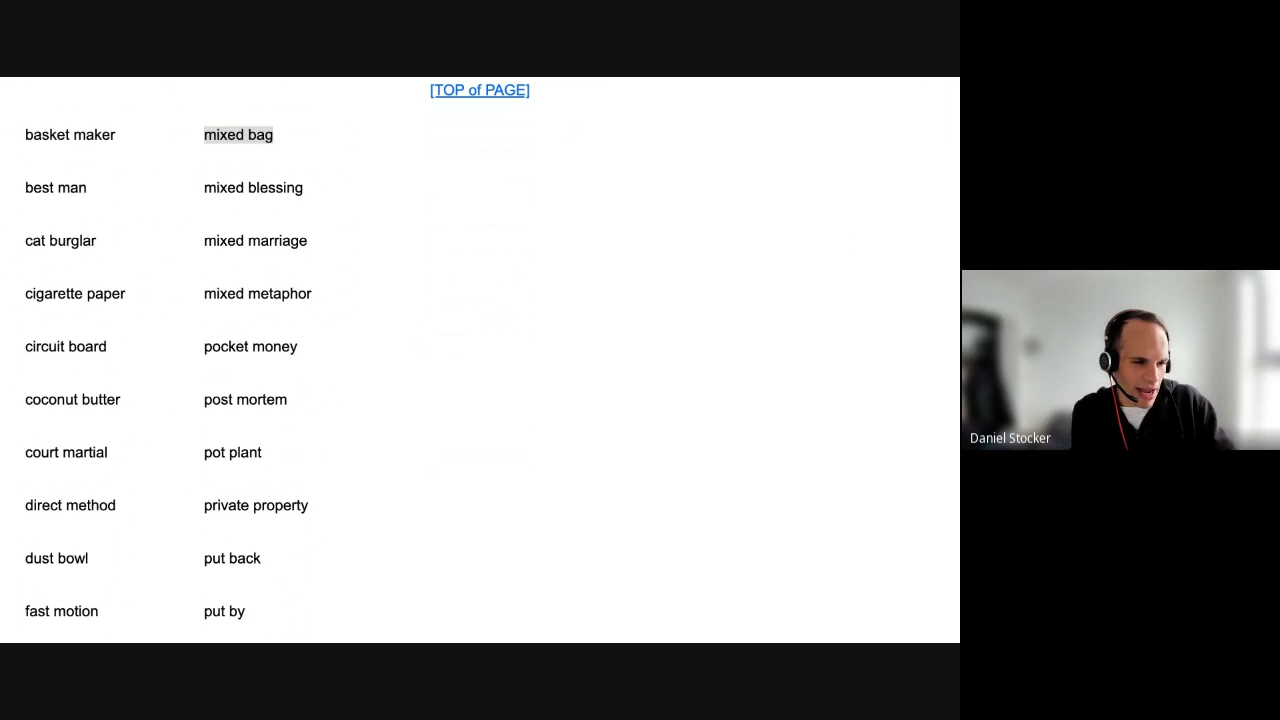 [TOP of PAGE]
basket maker mixed bag
best man mixed blessing
cat burglar mixed marriage
cigarette paper mixed metaphor
circuit board pocket money
coconut butter post mortem
court martial pot plant
direct method private property
dust bowl put back
fast motion put by
Daniel Stocker